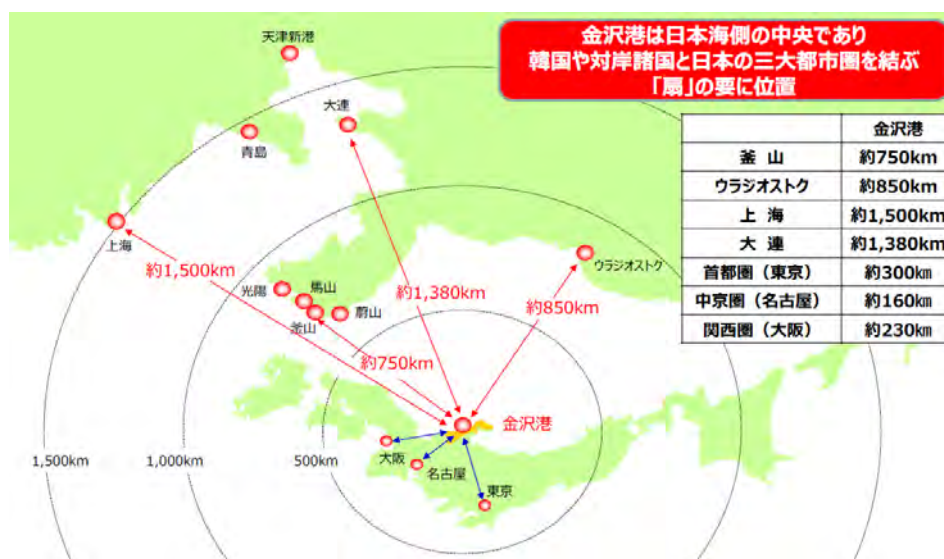 金沢港は日本海側の中央であり
韓国や対岸諸国と日本の三大都市圏を結ぶ
「扇」の要に位置
天津新港
大連
青島
上海
ウラジオストク
光陽
馬山
釜山
蔚山
約1,500km
約1,380km
約850km
約750km
金沢港
大阪
名古屋
東京
1,500km
1,000km
500km
金沢港
釜 山 約750km
ウラジオストク 約850km
上 海 約1,500km
大 連 約1,380km
首都圏（東京） 約300㎞
中京圏（名古屋） 約160㎞
関西圏（大阪） 約230㎞